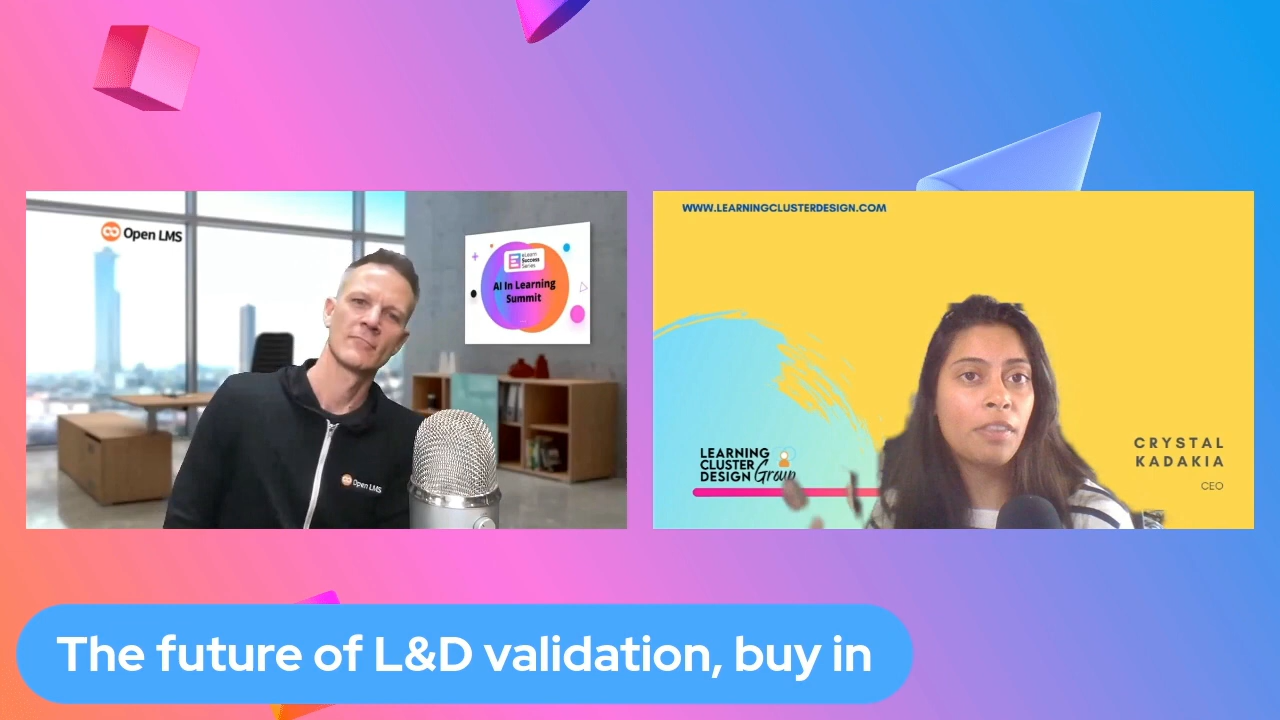 Open LMS
eLearn
Success
Series
AI In Learning
Summit
Open LMS
WWW.LEARNINGCLUSTERDESIGN.COM
LEARNING
CLUSTER
DESIGN Group
CRYSTAL
KADAKIA
CEO
The future of L&D validation, buy in